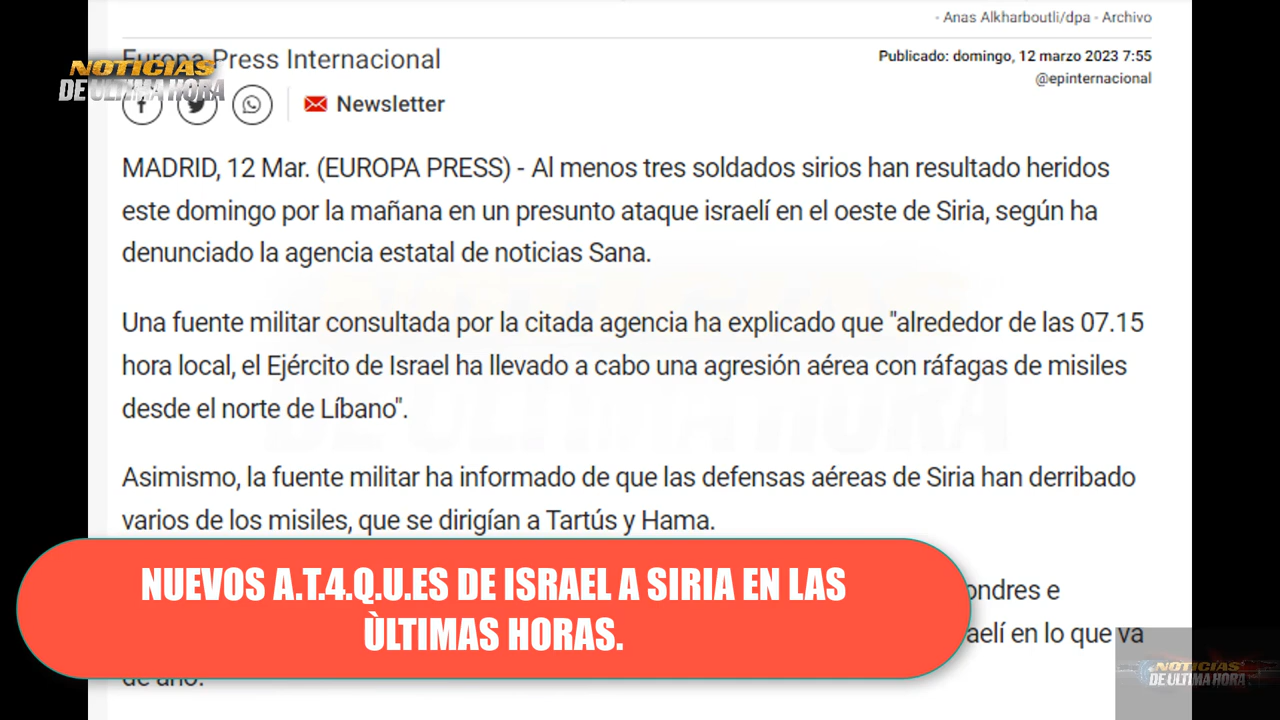 - Anas Alkharboutli/dpa - Archivo
Europa Press Internacional
Publicado: domingo, 12 marzo 2023 7:55
@epinternacional
NOTICIAS
DE ULTIMA HORA
Newsletter
MADRID, 12 Mar. (EUROPA PRESS) - Al menos tres soldados sirios han resultado heridos
este domingo por la mañana en un presunto ataque israelí en el oeste de Siria, según ha
denunciado la agencia estatal de noticias Sana.
Una fuente militar consultada por la citada agencia ha explicado que "alrededor de las 07.15
hora local, el Ejército de Israel ha llevado a cabo una agresión aérea con ráfagas de misiles
desde el norte de Líbano".
DE ULTIMA HORA
Asimismo, la fuente militar ha informado de que las defensas aéreas de Siria han derribado
varios de los misiles, que se dirigían a Tartús y Hama.
ondres e
aelí en lo que va
de año.
NUEVOS A.T.4.Q.U.ES DE ISRAEL A SIRIA EN LAS
ÙLTIMAS HORAS.
NOTICIAS
DE ULTIMA HORA